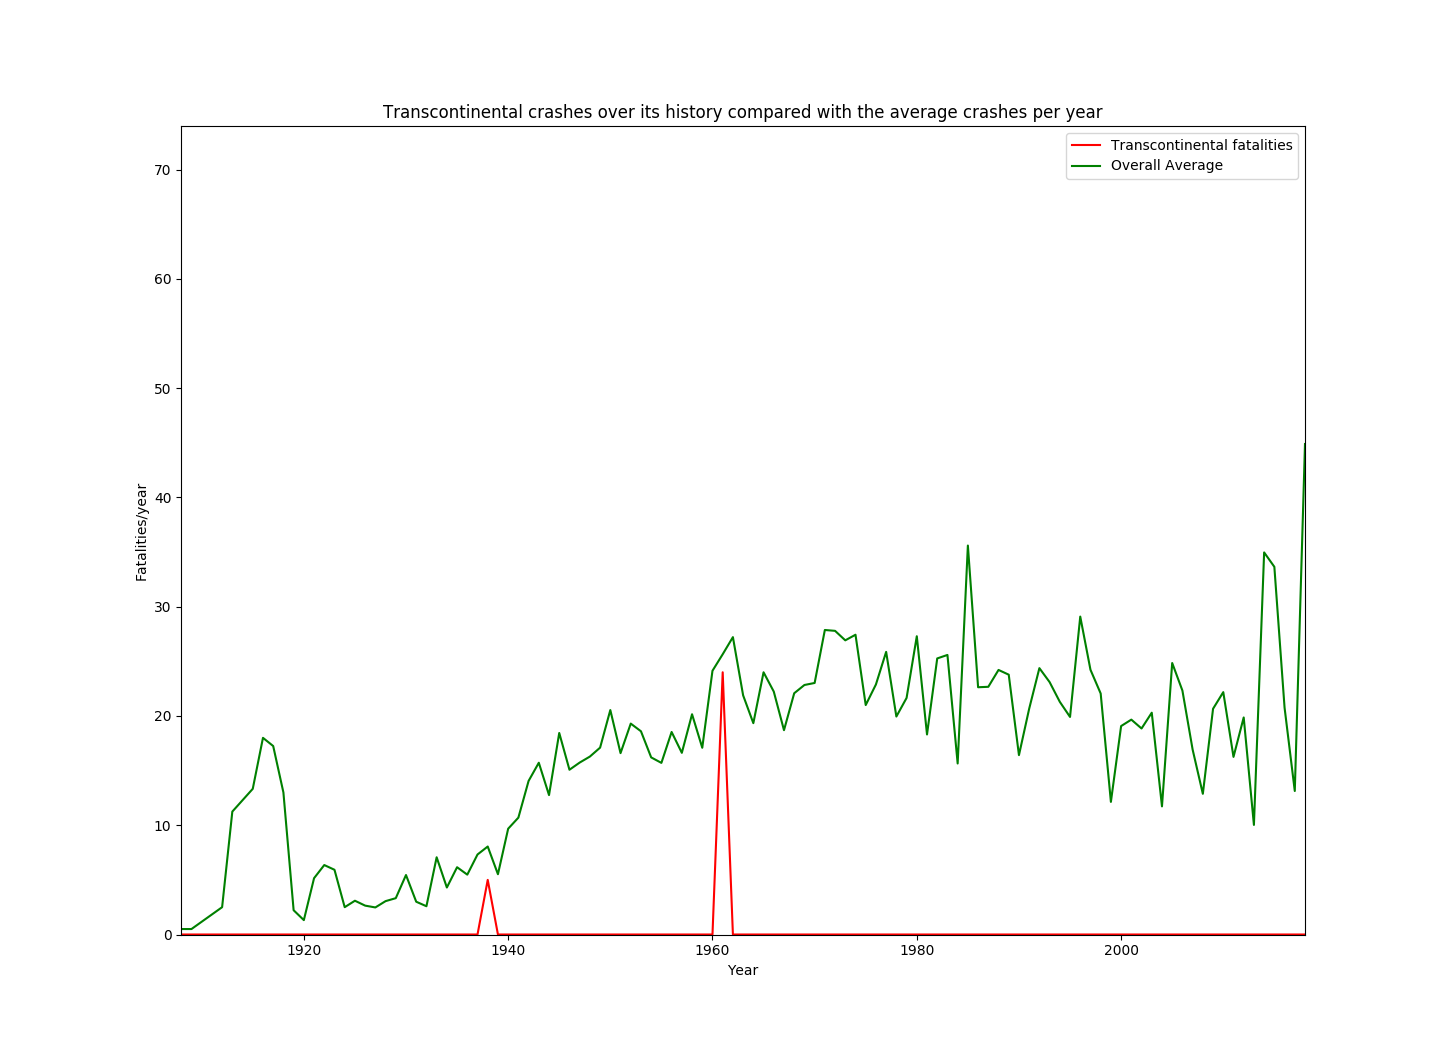 Transcontinental crashes over its history compared with the average crashes per year
Transcontinental fatalities
Overall Average
70
60
50
40
30
20
10
0
Fatalities/year
1920
1940
1960
1980
2000
Year